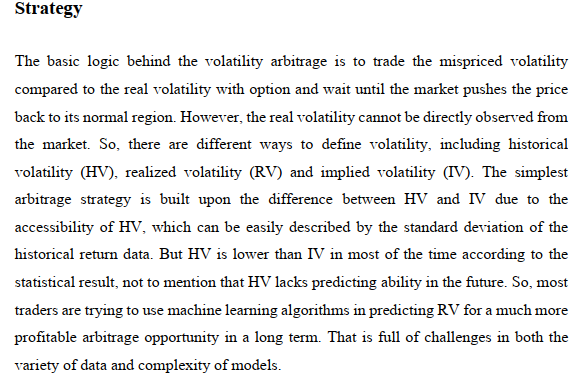 Strategy
The basic logic behind the volatility arbitrage is to trade the mispriced volatility
compared to the real volatility with option and wait until the market pushes the price
back to its normal region. However, the real volatility cannot be directly observed from
the market. So, there are different ways to define volatility, including historical
volatility (HV), realized volatility (RV) and implied volatility (IV). The simplest
arbitrage strategy is built upon the difference between HV and IV due to the
accessibility of HV, which can be easily described by the standard deviation of the
historical return data. But HV is lower than IV in most of the time according to the
statistical result, not to mention that HV lacks predicting ability in the future. So, most
traders are trying to use machine learning algorithms in predicting RV for a much more
profitable arbitrage opportunity in a long term. That is full of challenges in both the
variety of data and complexity of models.